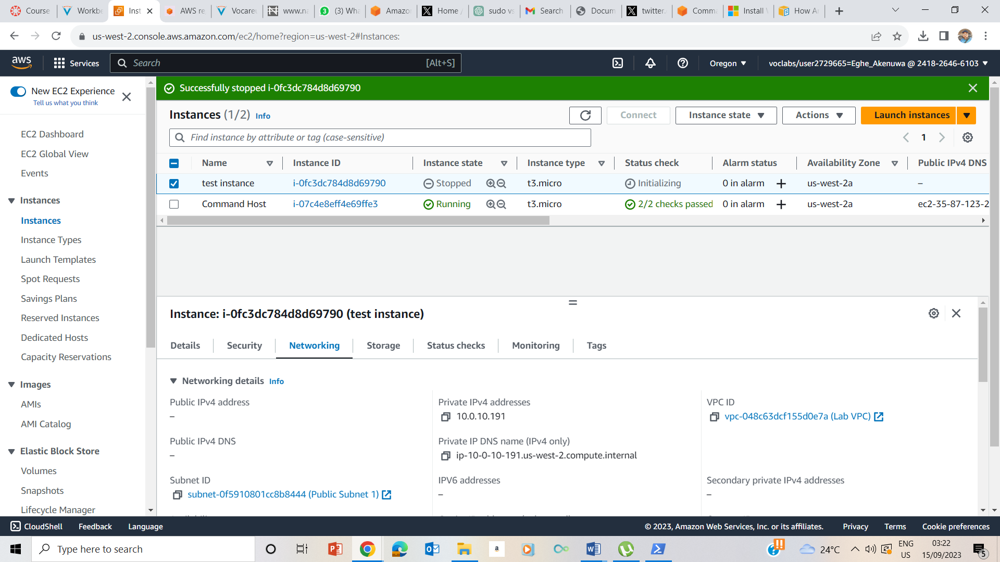 Course
Workbe
Inst
AWS re
Vocare
www.na
(3) Wha
Amazo
Home /
sudo vs
Search
Docum
twitter.
Comma
Install
How A
us-west-2.console.aws.amazon.com/ec2/home?region=us-west-2#Instances:
aws
Services
Search
[Alt+S]
Oregon
voclabs/user2729665=Eghe_Akenuwa @ 2418-2646-6103
New EC2 Experience
Tell us what you think
EC2 Dashboard
EC2 Global View
Events
Instances
Instances
Instance Types
Launch Templates
Spot Requests
Savings Plans
Reserved Instances
Dedicated Hosts
Capacity Reservations
Images
AMIs
AMI Catalog
Elastic Block Store
Volumes
Snapshots
Lifecycle Manager
Successfully stopped i-0fc3dc784d8d69790
Instances (1/2) Info
Connect
Instance state
Actions
Launch instances
Find instance by attribute or tag (case-sensitive)
1
Name Instance ID Instance state Instance type Status check Alarm status Availability Zone Public IPv4 DNS
test instance i-0fc3dc784d8d69790 Stopped t3.micro Initializing 0 in alarm + us-west-2a –
Command Host i-07c4e8eff4e69ffe3 Running t3.micro 2/2 checks passed 0 in alarm + us-west-2a ec2-35-87-123-2
Instance: i-0fc3dc784d8d69790 (test instance)
Details Security Networking Storage Status checks Monitoring Tags
Networking details Info
Public IPv4 address
–
Private IPv4 addresses
10.0.10.191
VPC ID
vpc-048c63dcf155d0e7a (Lab VPC)
Public IPv4 DNS
–
Private IP DNS name (IPv4 only)
ip-10-0-10-191.us-west-2.compute.internal
Subnet ID
subnet-0f5910801cc8b8444 (Public Subnet 1)
IPV6 addresses
–
Secondary private IPv4 addresses
–
CloudShell
Feedback
Language
© 2023, Amazon Web Services, Inc. or its affiliates.
Privacy
Terms
Cookie preferences
Type here to search
24°C
ENG
US
03:22
15/09/2023
5